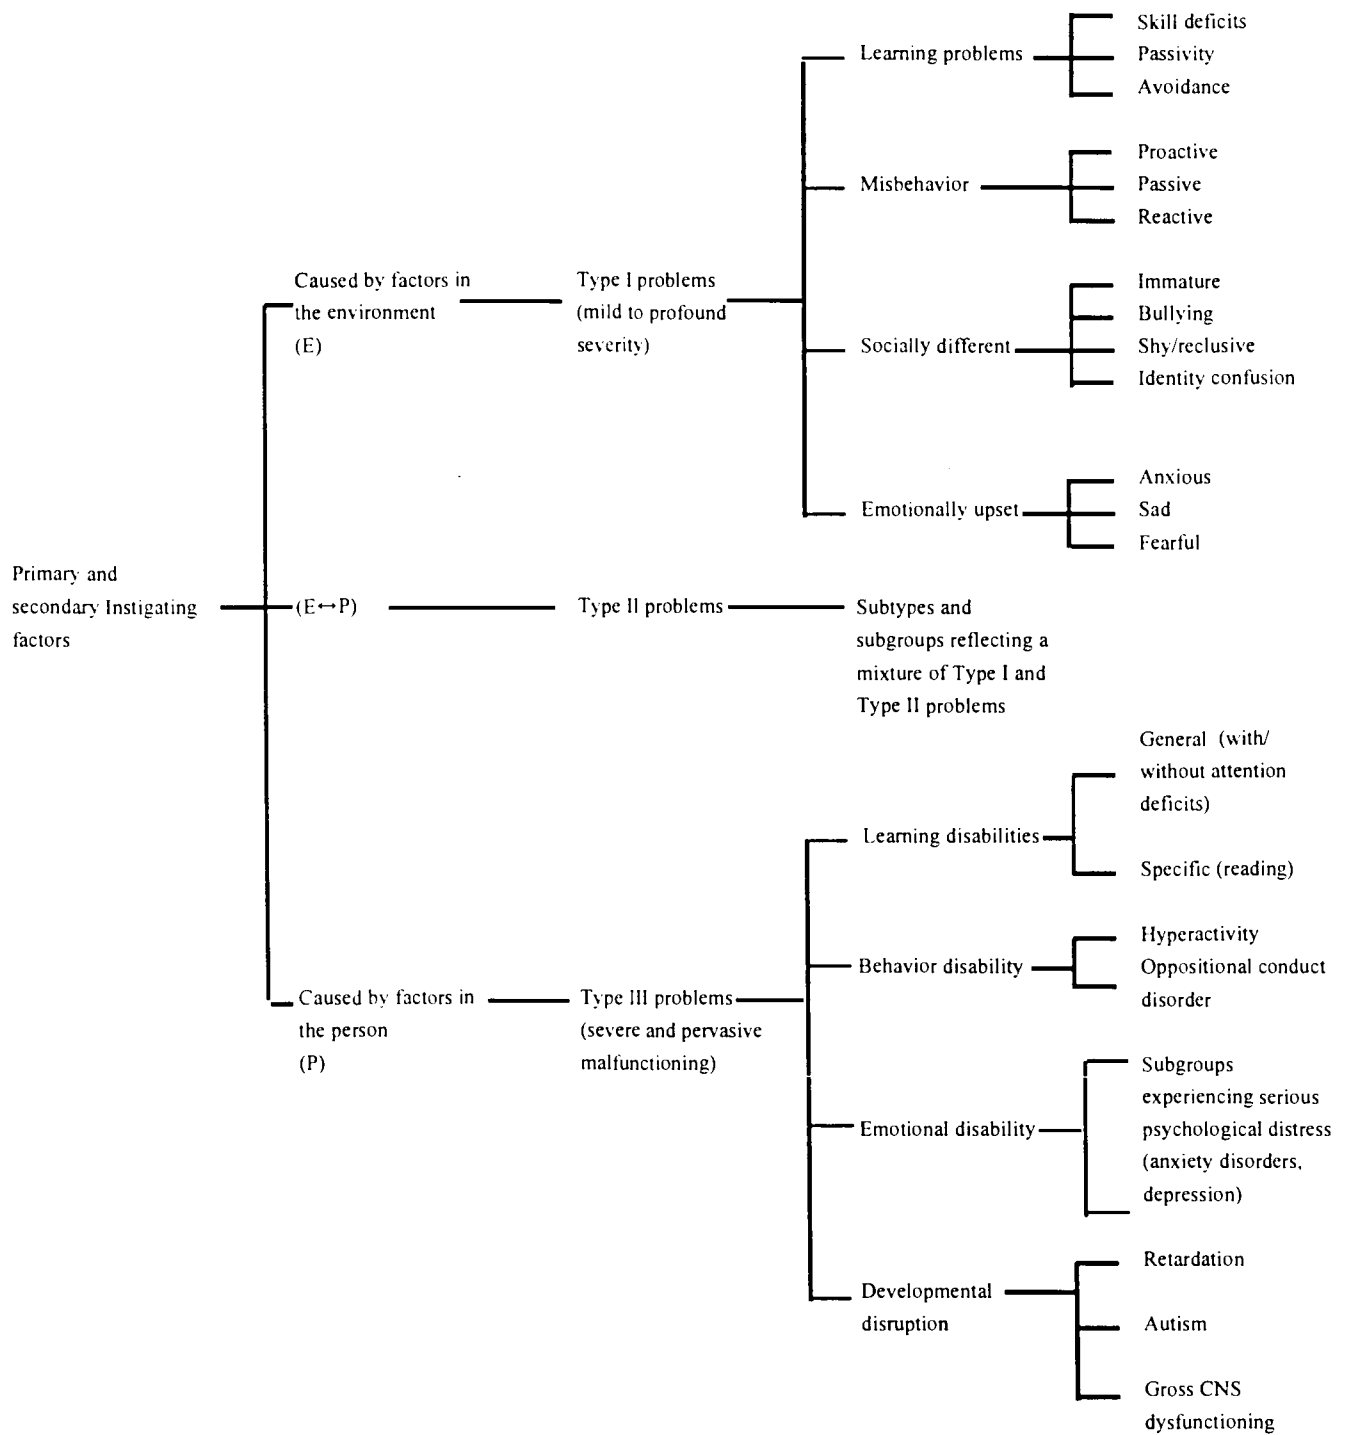 Skill deficits
Learning problems
Passivity
Avoidance
Proactive
Misbehavior
Passive
Reactive
Caused by factors in
the environment
(E)
Type I problems
(mild to profound
severity)
Immature
Bullying
Socially different
Shy/reclusive
Identity confusion
Anxious
Emotionally upset
Sad
Fearful
Primary and
secondary Instigating
factors
(E↔P)
Type II problems
Subtypes and
subgroups reflecting a
mixture of Type I and
Type II problems
General (with/
without attention
deficits)
Learning disabilities
Specific (reading)
Hyperactivity
Behavior disability
Oppositional conduct
disorder
Caused by factors in
the person
(P)
Type III problems
(severe and pervasive
malfunctioning)
Subgroups
experiencing serious
psychological distress
(anxiety disorders,
depression)
Emotional disability
Retardation
Developmental
disruption
Autism
Gross CNS
dysfunctioning